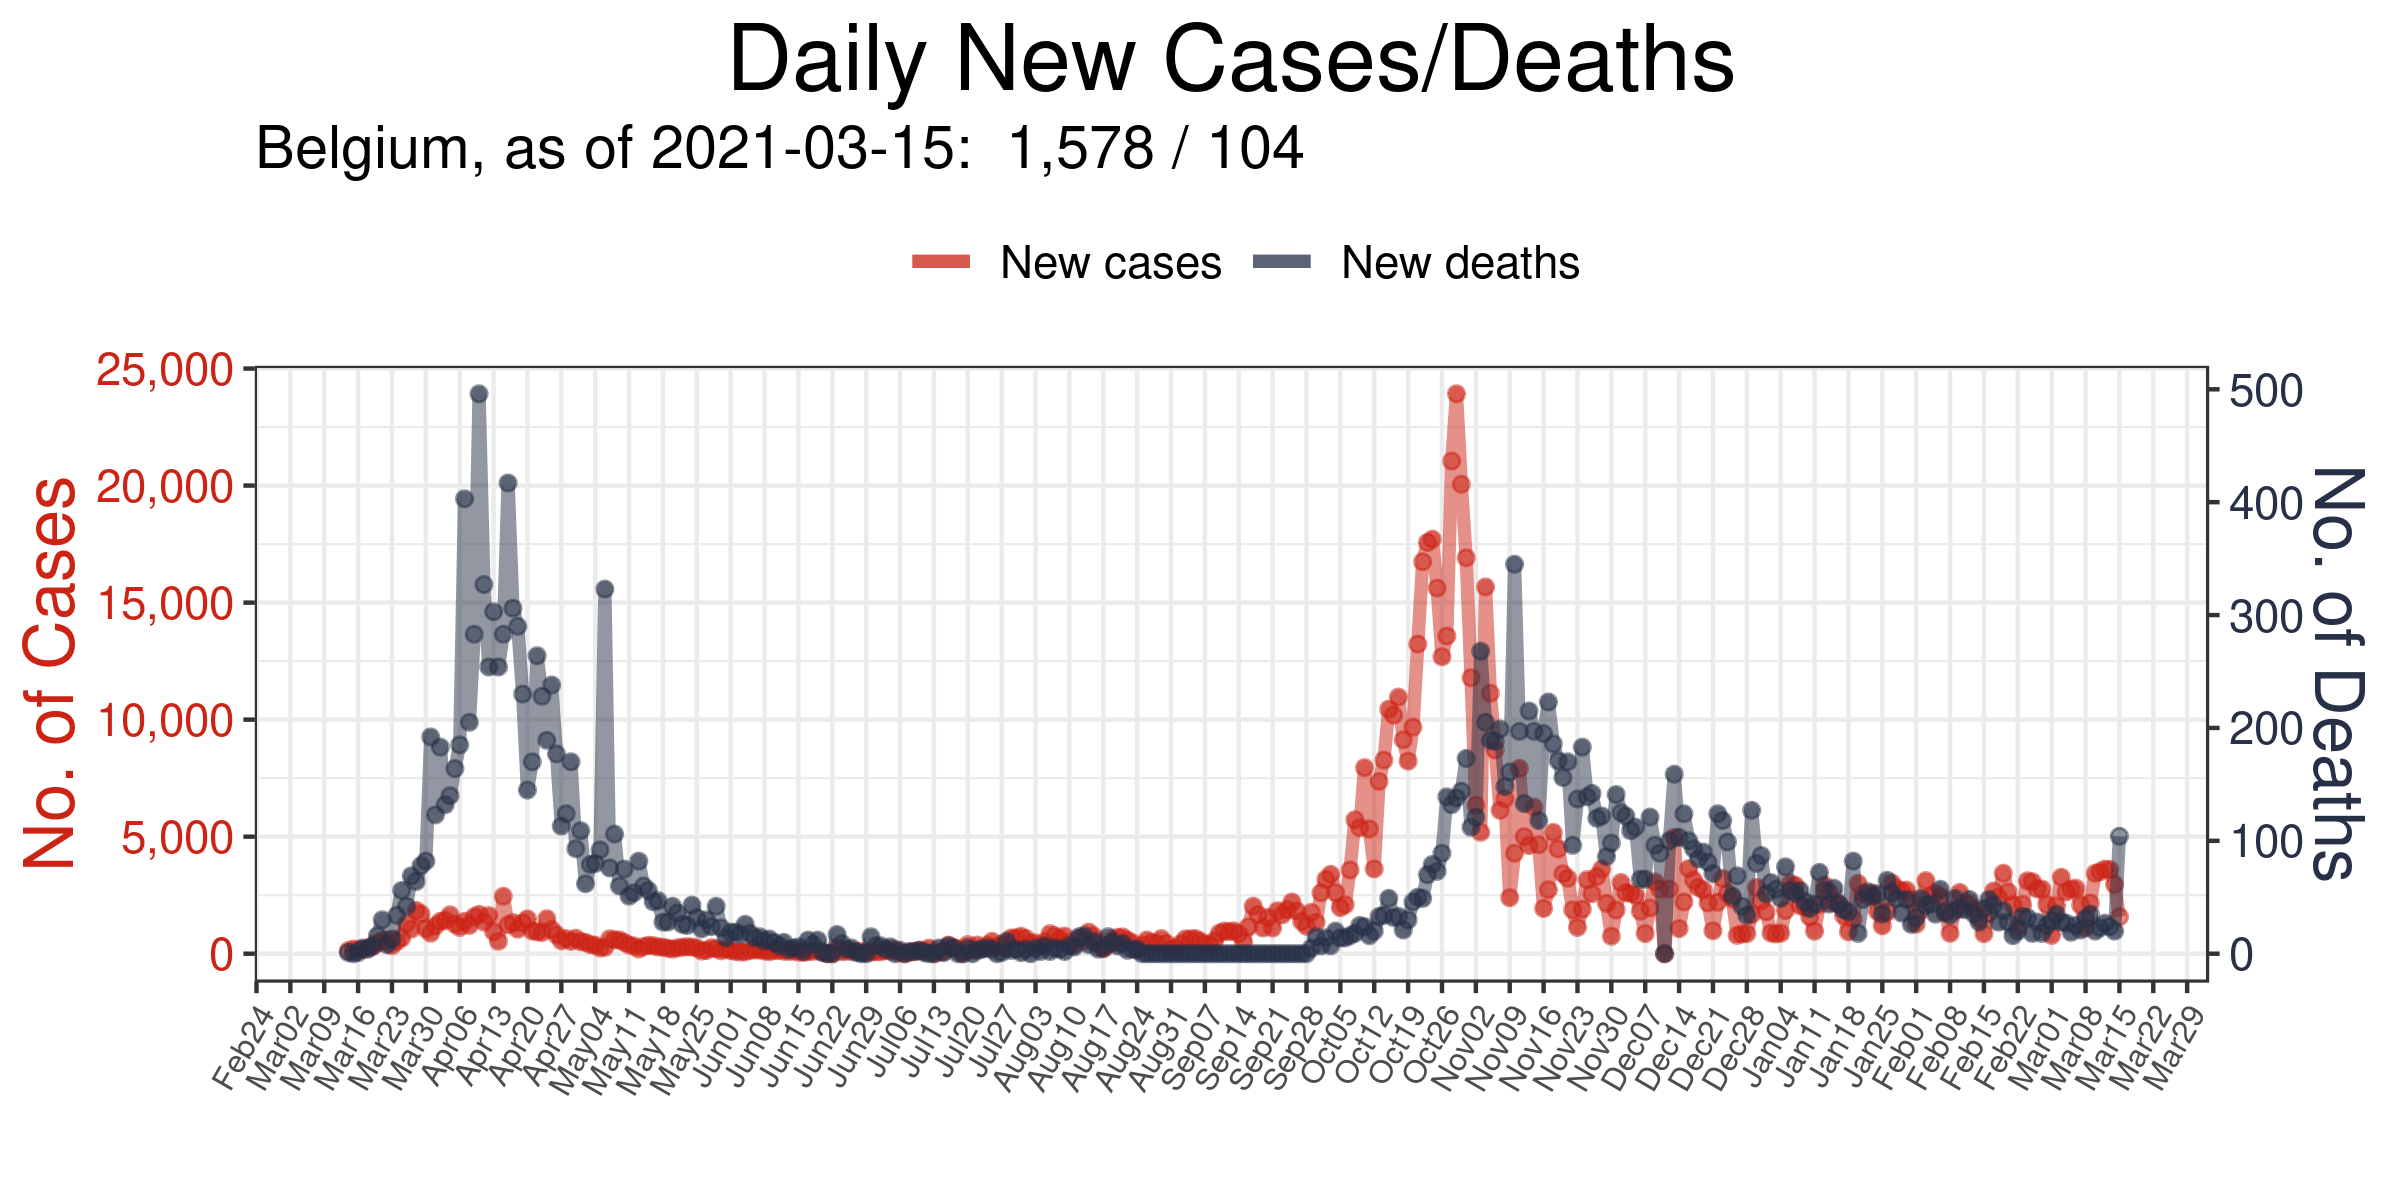 Daily New Cases/Deaths
Belgium, as of 2021-03-15:  1,578 / 104
New cases
New deaths
No. of Cases
25,000
20,000
15,000
10,000
5,000
0
500
400
300
200
100
0
No. of Deaths
Feb24
Mar02
Mar09
Mar16
Mar23
Mar30
Apr06
Apr13
Apr20
Apr27
May04
May11
May18
May25
Jun01
Jun08
Jun15
Jun22
Jun29
Jul06
Jul13
Jul20
Jul27
Aug03
Aug10
Aug17
Aug24
Aug31
Sep07
Sep14
Sep21
Sep28
Oct05
Oct12
Oct19
Oct26
Nov02
Nov09
Nov16
Nov23
Nov30
Dec07
Dec14
Dec21
Dec28
Jan04
Jan11
Jan18
Jan25
Feb01
Feb08
Feb15
Feb22
Mar01
Mar08
Mar15
Mar22
Mar29